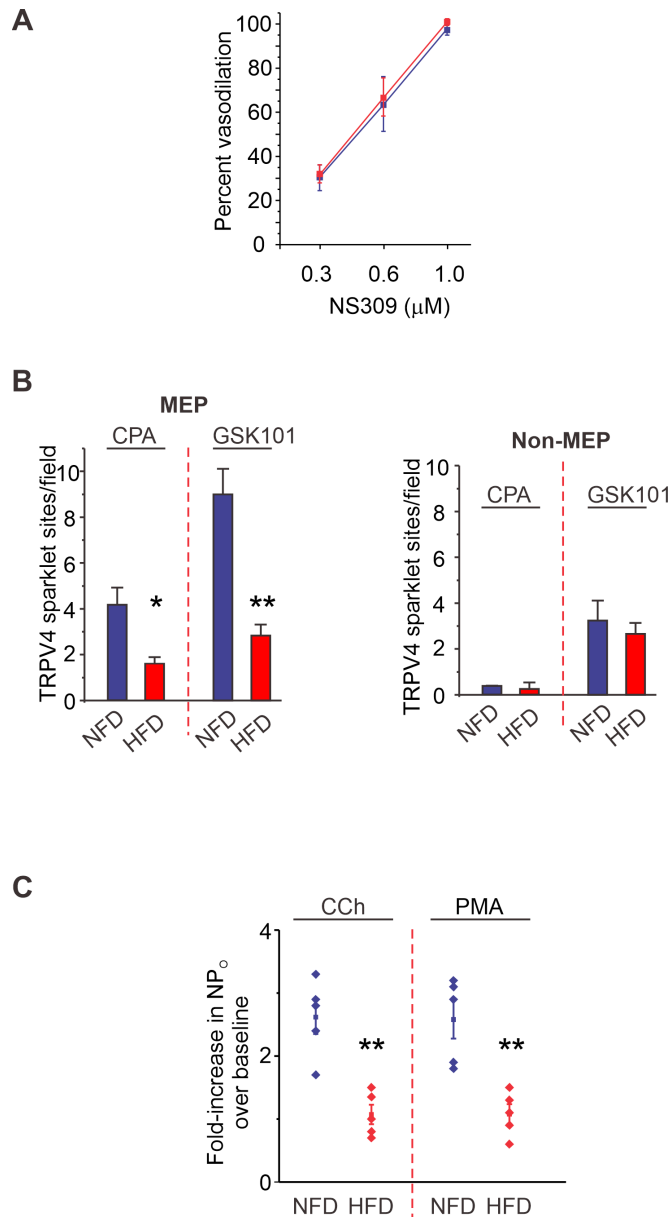 A
Percent vasodilation
100
80
60
40
20
0
0.3 0.6 1.0
NS309 (μM)
B
MEP
CPA GSK101
TRPV4 sparklet sites/field
10
8
6
4
2
0
* **
NFD HFD NFD HFD
Non-MEP
CPA GSK101
TRPV4 sparklet sites/field
10
8
6
4
2
0
NFD HFD NFD HFD
C
CCh PMA
Fold-increase in NPo
over baseline
4
2
0
** **
NFD HFD NFD HFD